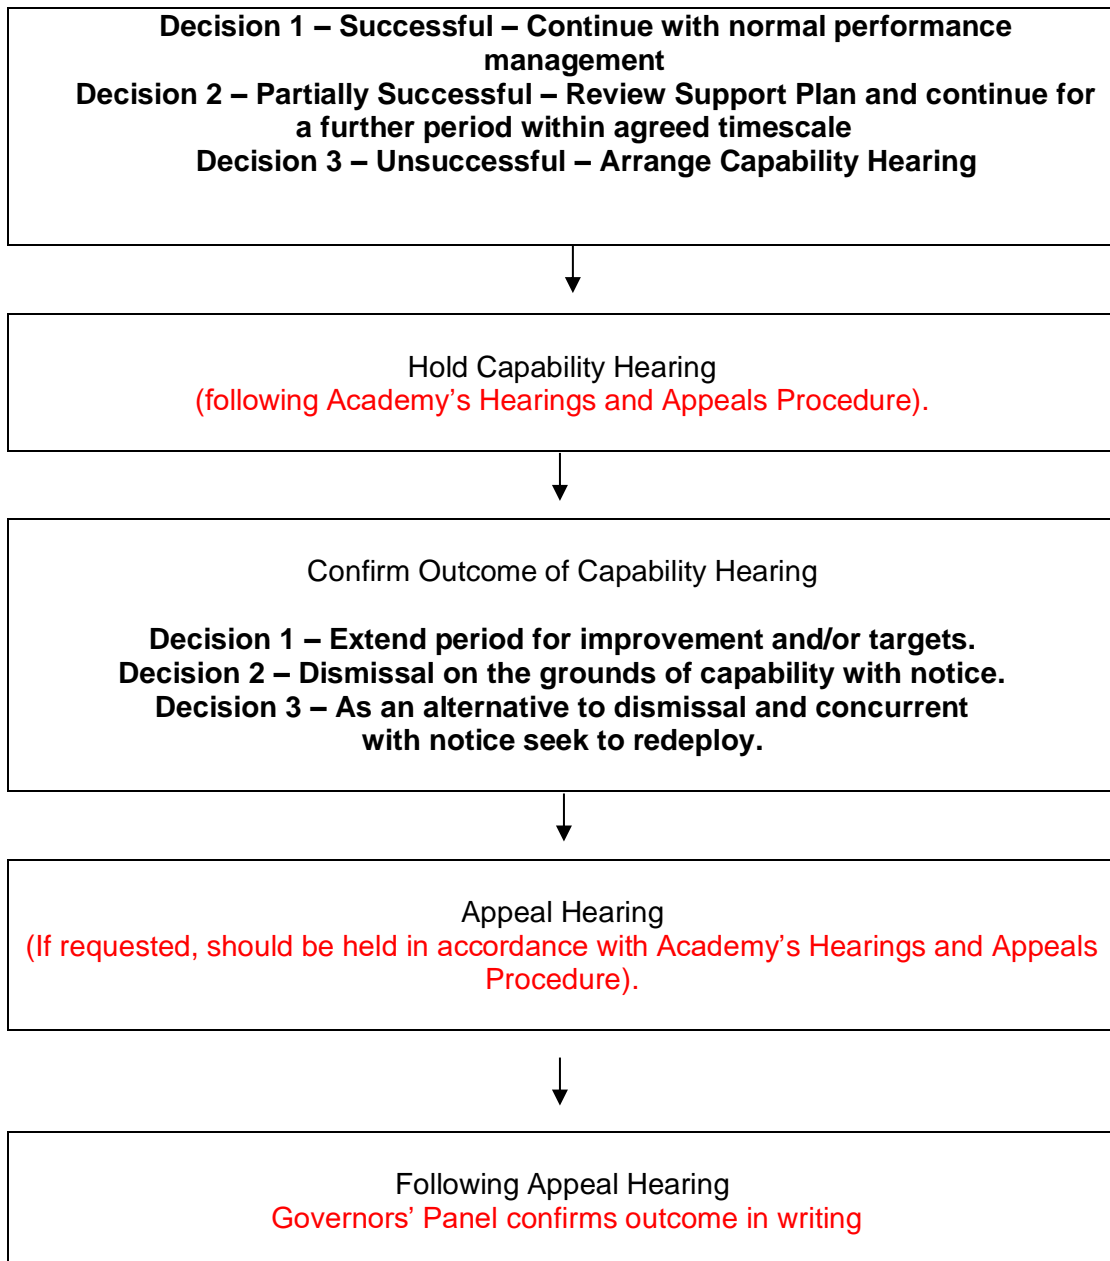 Decision 1 – Successful – Continue with normal performance
management
Decision 2 – Partially Successful – Review Support Plan and continue for
a further period within agreed timescale
Decision 3 – Unsuccessful – Arrange Capability Hearing
Hold Capability Hearing
(following Academy’s Hearings and Appeals Procedure).
Confirm Outcome of Capability Hearing
Decision 1 – Extend period for improvement and/or targets.
Decision 2 – Dismissal on the grounds of capability with notice.
Decision 3 – As an alternative to dismissal and concurrent
with notice seek to redeploy.
Appeal Hearing
(If requested, should be held in accordance with Academy’s Hearings and Appeals
Procedure).
Following Appeal Hearing
Governors’ Panel confirms outcome in writing